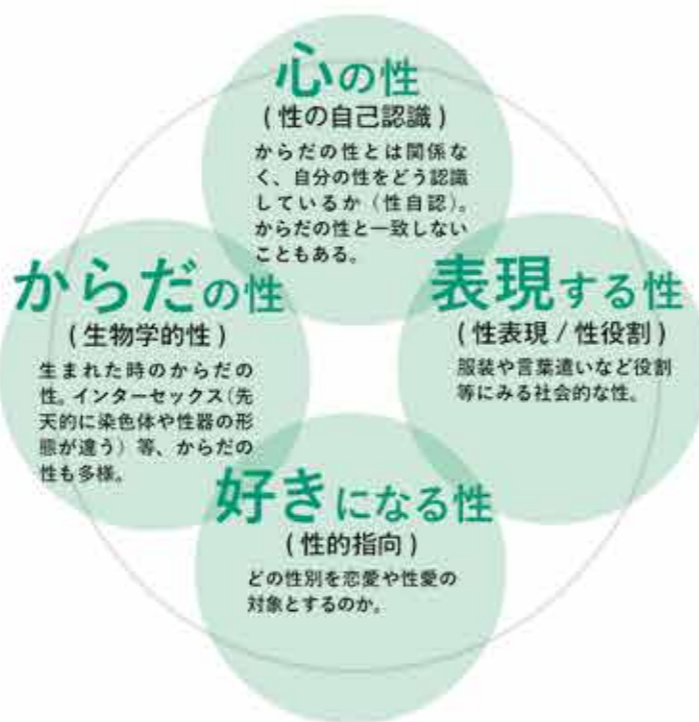 心の性
(性の自己認識)
からだの性とは関係な
く、自分の性をどう認識
しているか(性自認)。
からだの性と一致しない
こともある。
からだの性
(生物学的性)
生まれた時のからだの
性。インターセックス(先
天的に染色体や性器の形
態が違う)等、からだの
性も多様。
表現する性
(性表現/性役割)
服装や言葉遣いなど役割
等にみる社会的な性。
好きになる性
(性的指向)
どの性別を恋愛や性愛の
対象とするのか。